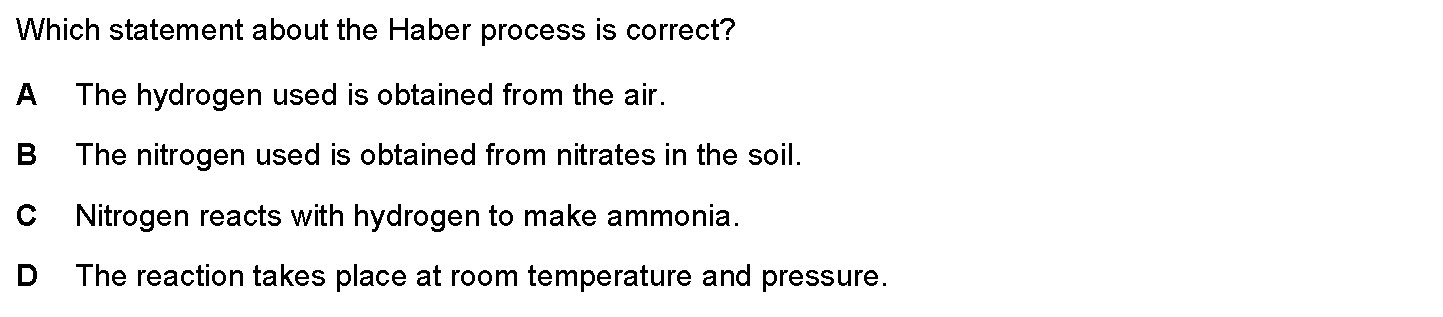 Which statement about the Haber process is correct?
A The hydrogen used is obtained from the air.
B The nitrogen used is obtained from nitrates in the soil.
C Nitrogen reacts with hydrogen to make ammonia.
D The reaction takes place at room temperature and pressure.